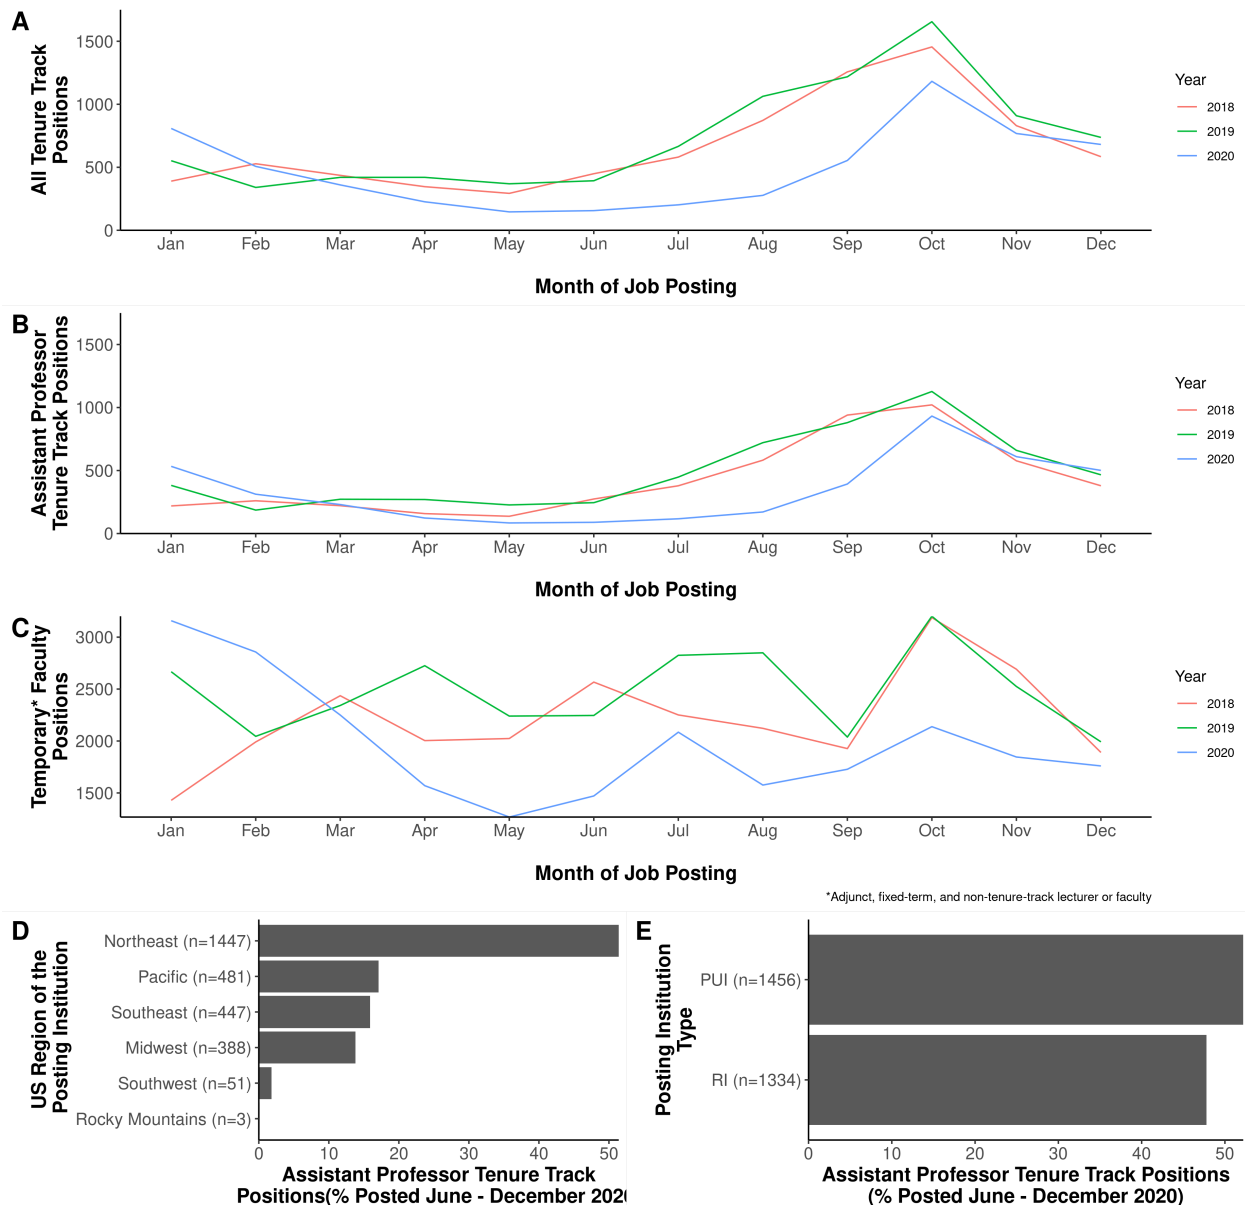 A
All Tenure Track
Positions
1500
1000
500
0
Jan Feb Mar Apr May Jun Jul Aug Sep Oct Nov Dec
Month of Job Posting
Year
2018
2019
2020
B
Assistant Professor
Tenure Track Positions
1500
1000
500
0
Jan Feb Mar Apr May Jun Jul Aug Sep Oct Nov Dec
Month of Job Posting
Year
2018
2019
2020
C
Temporary* Faculty
Positions
3000
2500
2000
1500
Jan Feb Mar Apr May Jun Jul Aug Sep Oct Nov Dec
Month of Job Posting
Year
2018
2019
2020
*Adjunct, fixed-term, and non-tenure-track lecturer or faculty
D
US Region of the
Posting Institution
Northeast (n=1447)
Pacific (n=481)
Southeast (n=447)
Midwest (n=388)
Southwest (n=51)
Rocky Mountains (n=3)
0 10 20 30 40 50
Assistant Professor Tenure Track
Positions(% Posted June - December 2020
E
Posting Institution
Type
PUI (n=1456)
RI (n=1334)
0 10 20 30 40 50
Assistant Professor Tenure Track Positions
(% Posted June - December 2020)